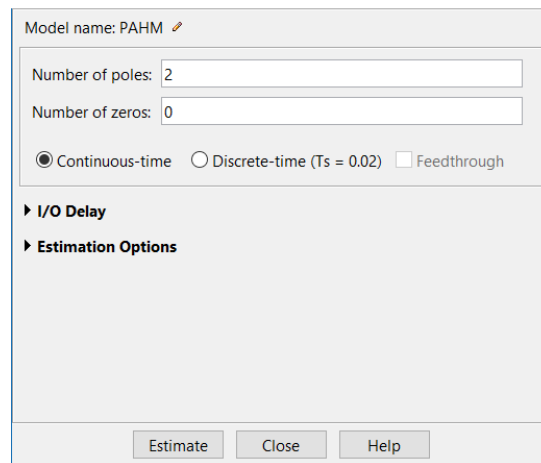 Model name: PAHM
Number of poles: 2
Number of zeros: 0
Continuous-time Discrete-time (Ts = 0.02) Feedthrough
I/O Delay
Estimation Options
Estimate Close Help